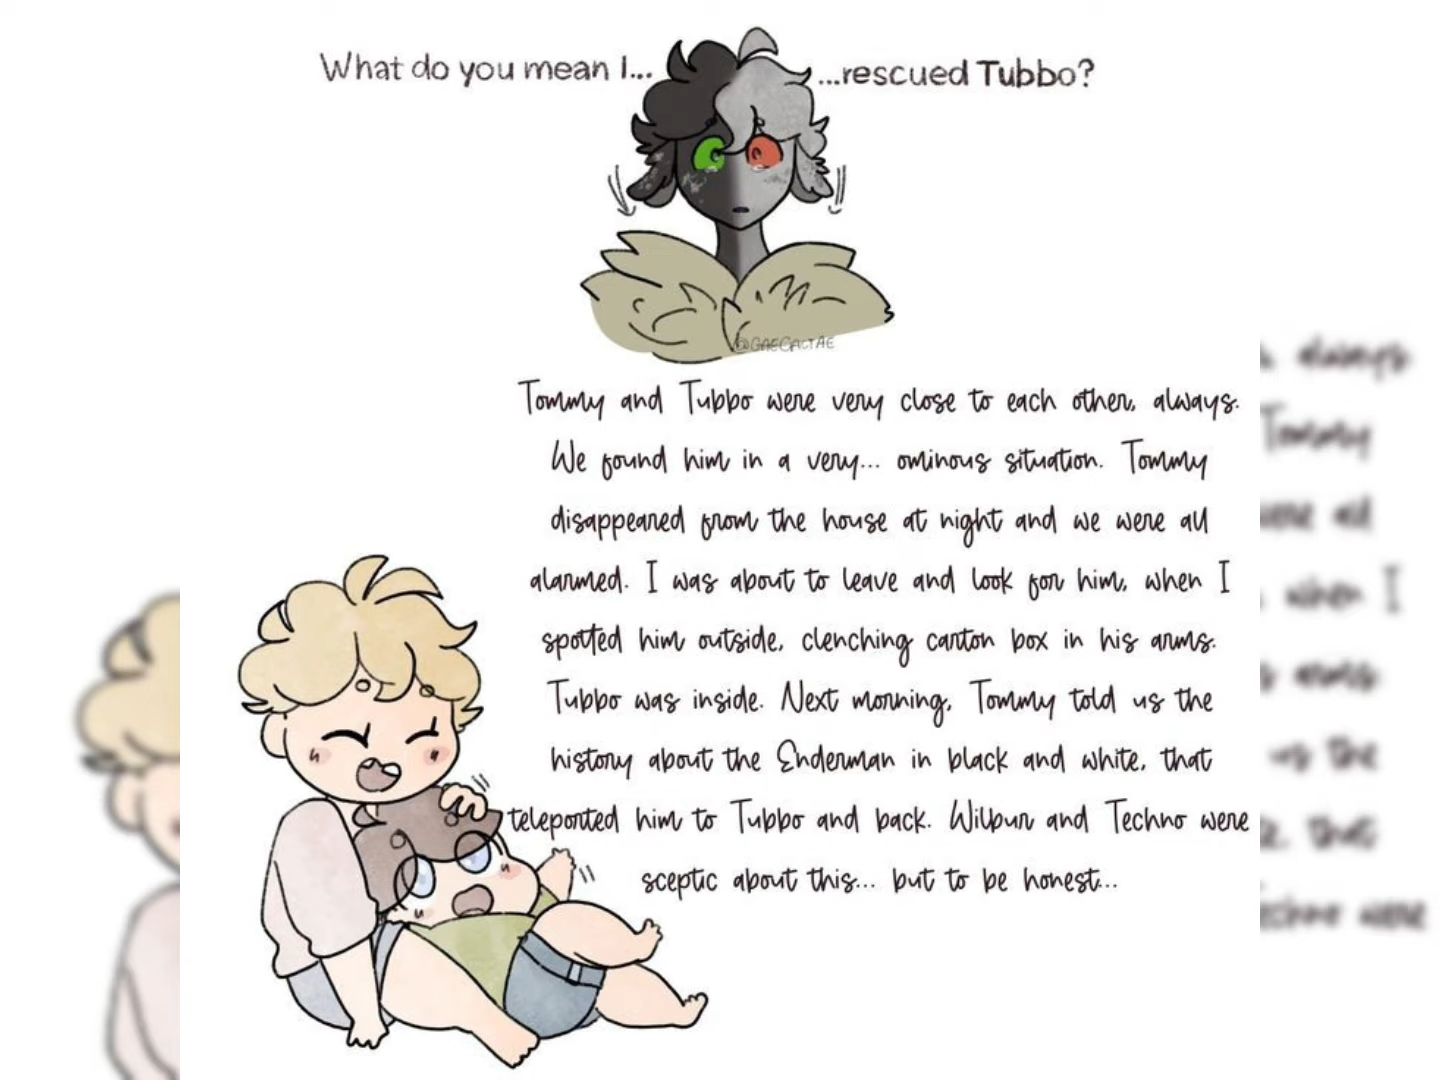 What do you mean I... ...rescued Tubbo?
@GAECACTAE
Tommy and Tubbo were very close to each other, always.
We found him in a very... ominous situation. Tommy
disappeared from the house at night and we were all
alarmed. I was about to leave and look for him, when I
spotted him outside, clenching carton box in his arms.
Tubbo was inside. Next morning, Tommy told us the
history about the Enderman in black and white, that
teleported him to Tubbo and back. Wilbur and Techno were
sceptic about this... but to be honest...